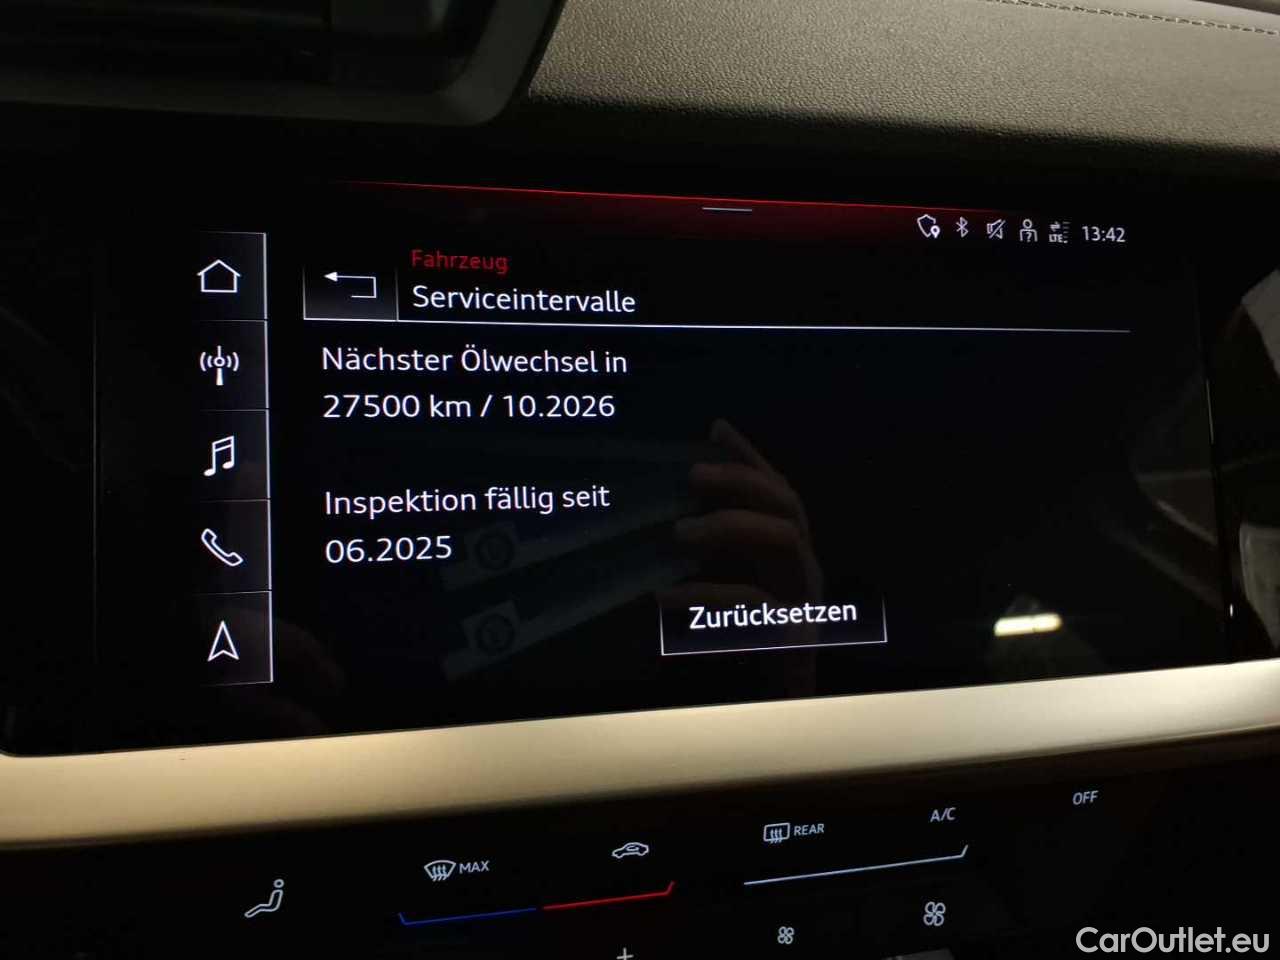 LTE
13:42
Fahrzeug
Serviceintervalle
Nächster Ölwechsel in
27500 km / 10.2026
Inspektion fällig seit
06.2025
Zurücksetzen
MAX
REAR
A/C
OFF
CarOutlet.eu